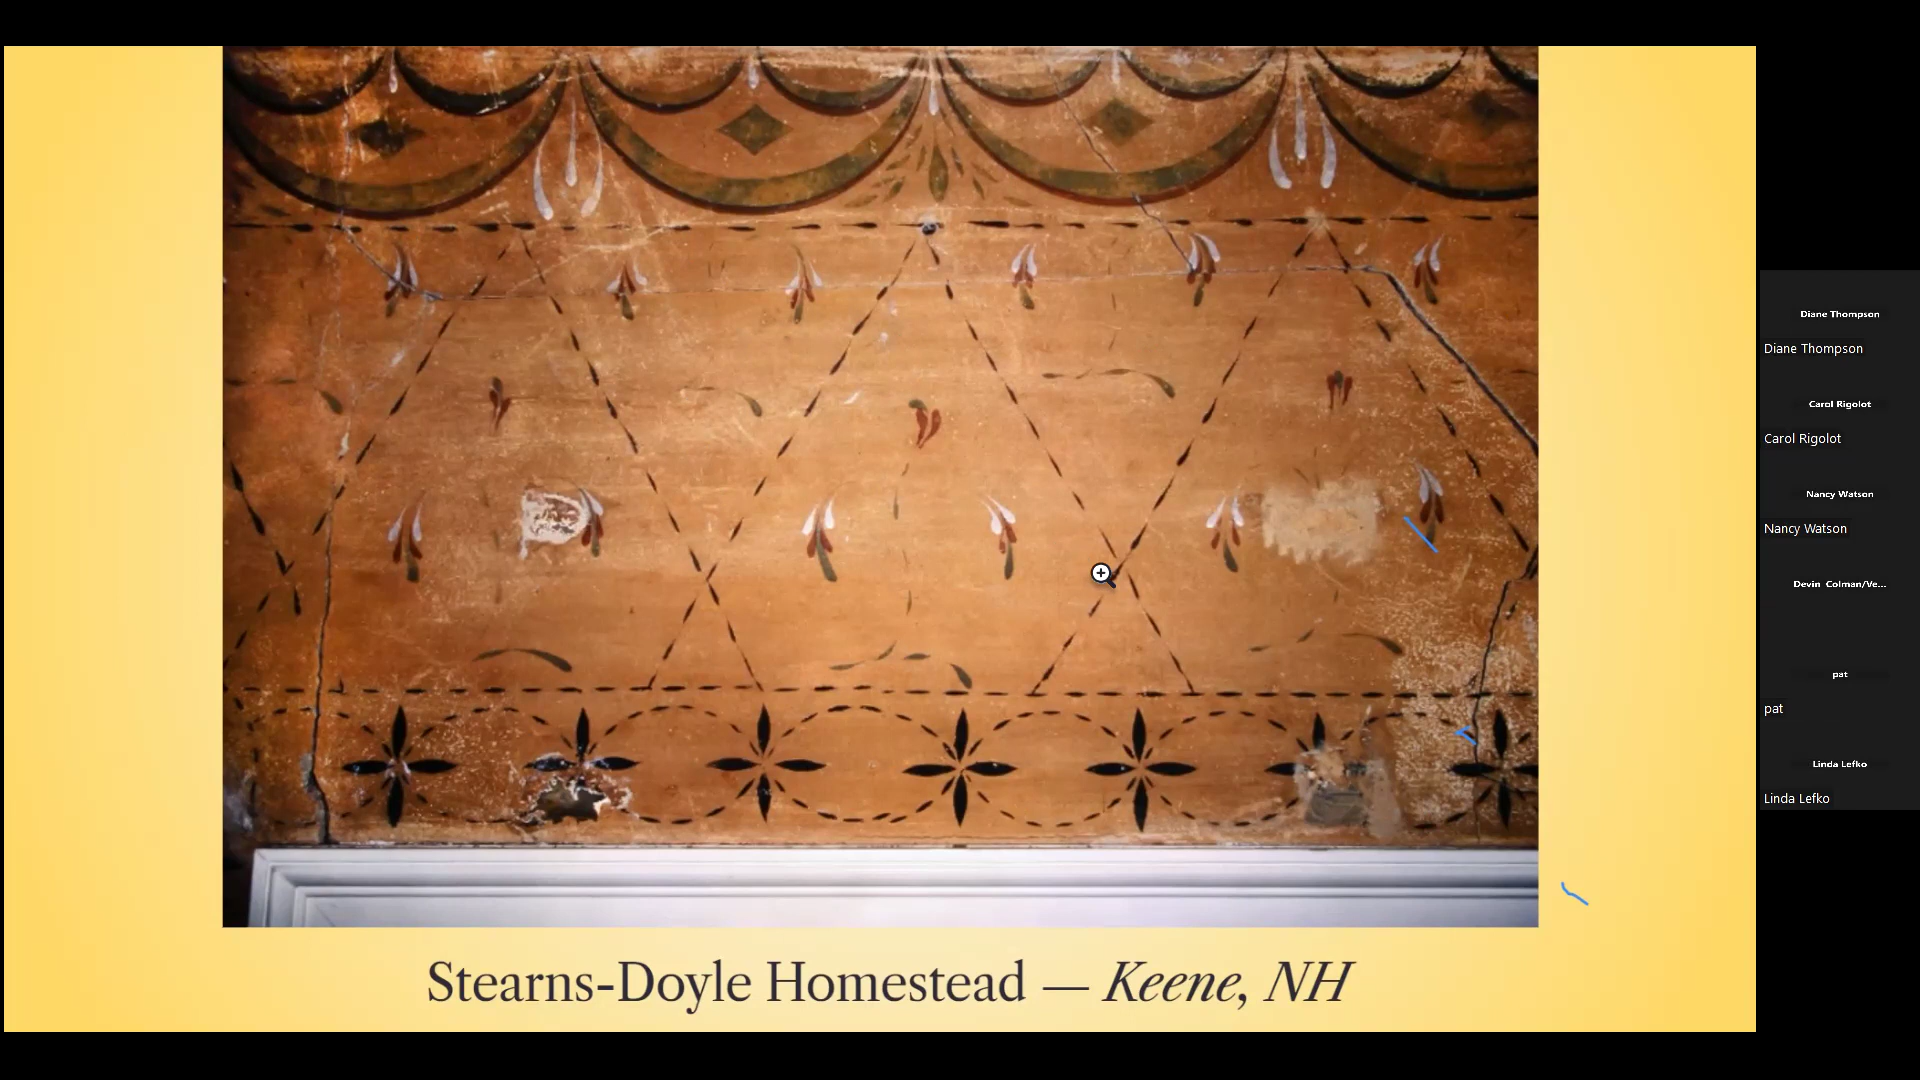 Stearns-Doyle Homestead — Keene, NH
Diane Thompson
Diane Thompson
Carol Rigolot
Carol Rigolot
Nancy Watson
Nancy Watson
Devin Colman/Ve...
pat
pat
Linda Lefko
Linda Lefko